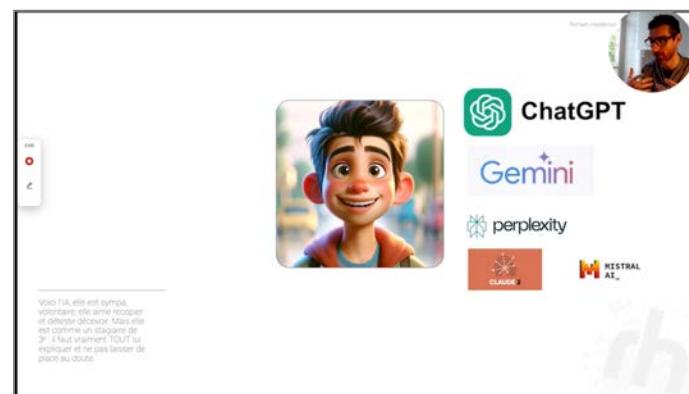 ChatGPT
Gemini
perplexity
CLAUDE
MISTRAL
AI_
Voici l'IA, elle est sympa,
volontaire, elle aime recopier
et déteste décevoir. Mais elle
est comme un stagiaire de
3e il faut vraiment TOUT lui
expliquer et ne pas laisser de
place au doute.
rh